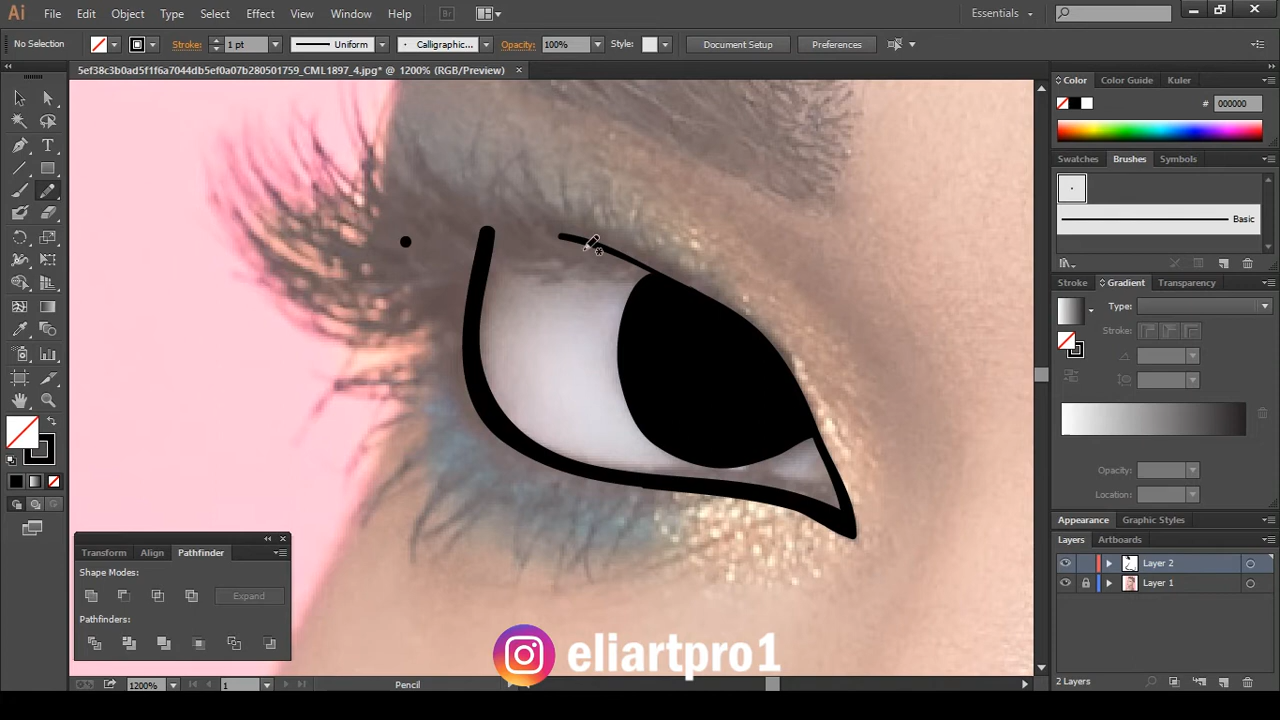 Ai File Edit Object Type Select Effect View Window Help Br Essentials
No Selection Stroke: 1 pt Uniform Calligraphic... Opacity: 100% Style: Document Setup Preferences
5ef38c3b0ad5f1f6a7044db5ef0a07b280501759_CML1897_4.jpg* @ 1200% (RGB/Preview)
Color Color Guide Kuler
# 000000
Swatches Brushes Symbols
Basic
Stroke Gradient Transparency
Type:
Stroke:
Opacity:
Location:
Appearance Graphic Styles
Layers Artboards
Layer 2
Layer 1
2 Layers
Transform Align Pathfinder
Shape Modes:
Expand
Pathfinders:
eliartpro1
1200% 1 Pencil